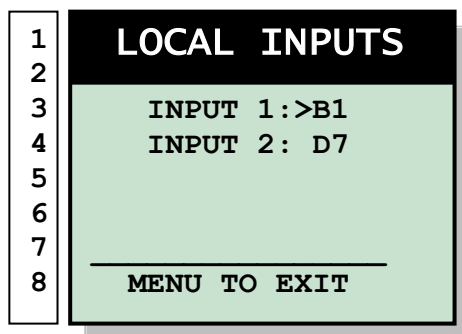 LOCAL INPUTS
1
2
3 INPUT 1:>B1
4 INPUT 2: D7
5
6
7
8 MENU TO EXIT